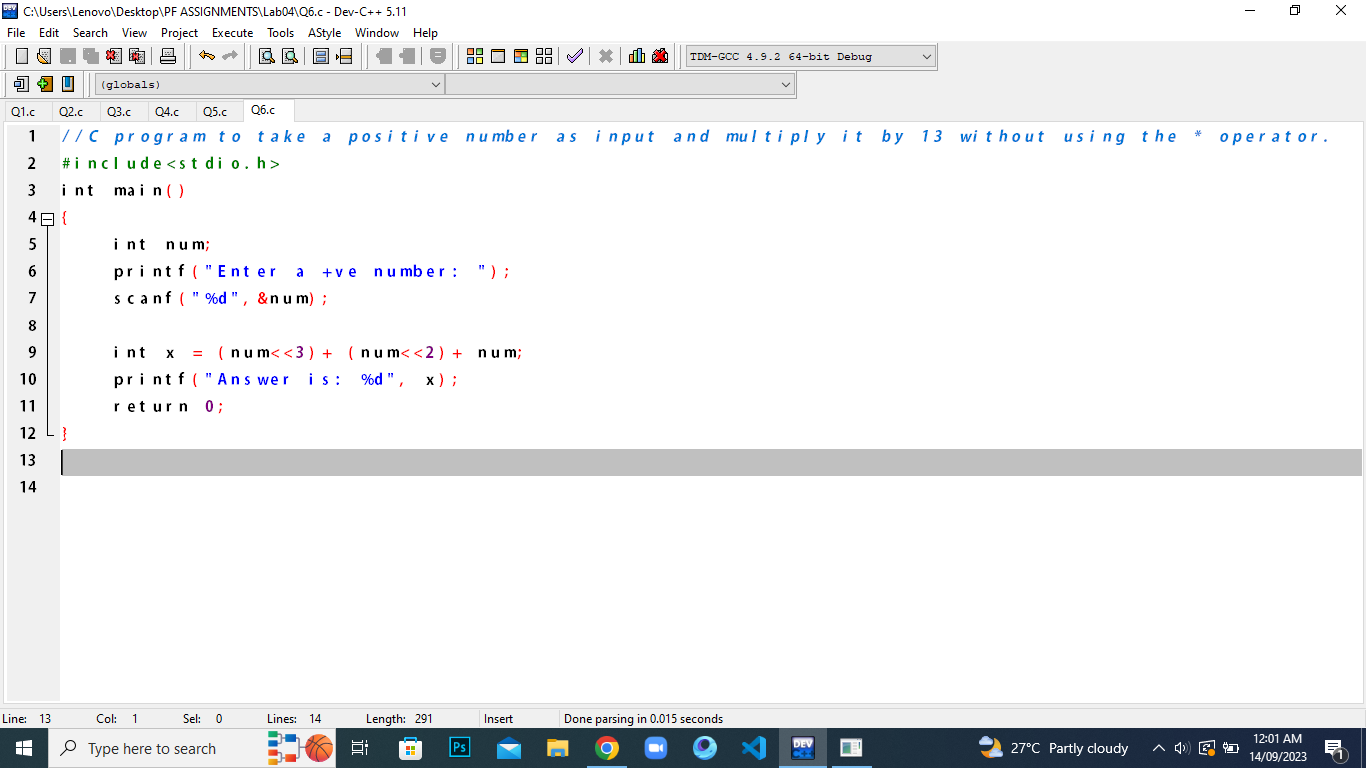 C:\Users\Lenovo\Desktop\PF ASSIGNMENTS\Lab04\Q6.c - Dev-C++ 5.11
File Edit Search View Project Execute Tools AStyle Window Help
TDM-GCC 4.9.2 64-bit Debug
(globals)
Q1.c Q2.c Q3.c Q4.c Q5.c Q6.c
1 //C program to take a positive number as input and multiply it by 13 without using the * operator.
2 #include<stdio.h>
3 int main()
4 {
5 int num;
6 printf("Enter a +ve number: ");
7 scanf("%d",&num);
8
9 int x = (num<<3)+ (num<<2)+ num;
10 printf("Answer is: %d", x);
11 return 0;
12 }
13
14
Line: 13 Col: 1 Sel: 0 Lines: 14 Length: 291 Insert Done parsing in 0.015 seconds
Type here to search Ps DEV 27°C Partly cloudy 12:01 AM
14/09/2023 1